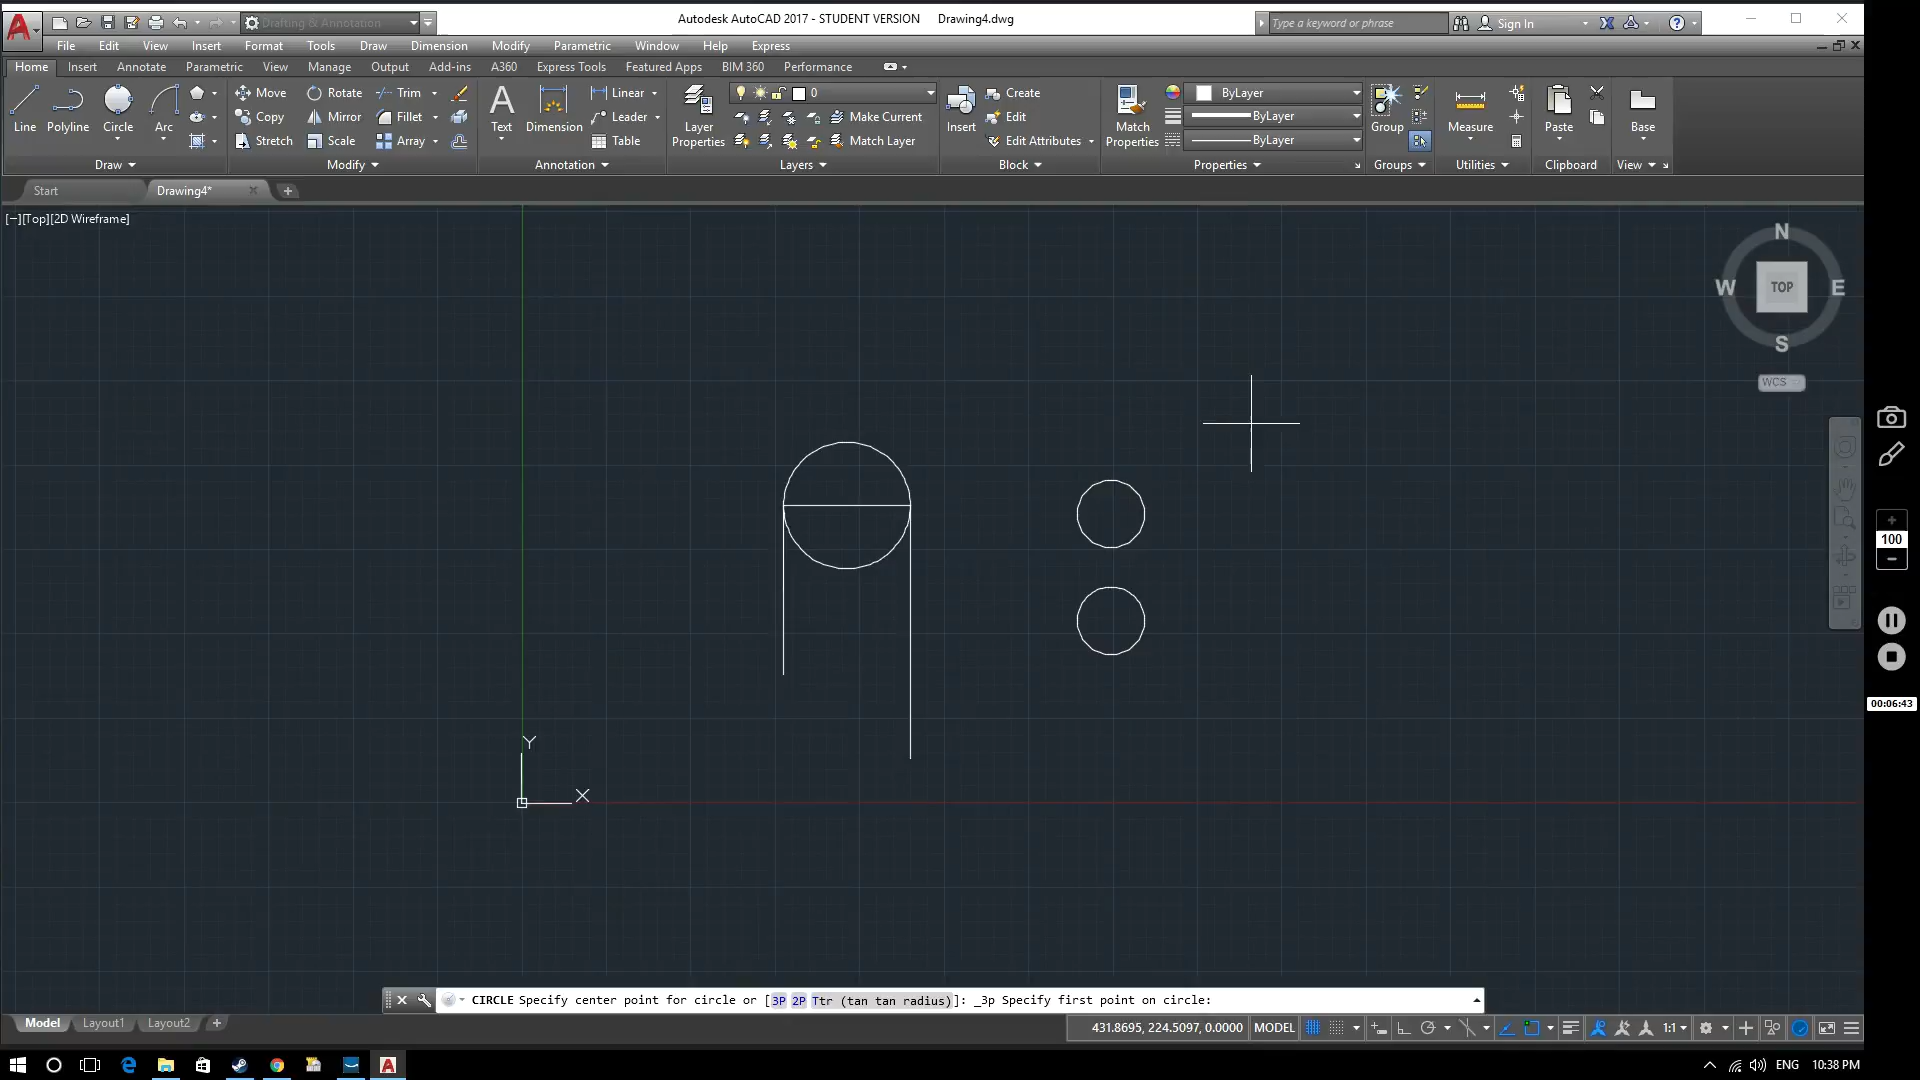 Drafting & Annotation
Autodesk AutoCAD 2017 - STUDENT VERSION Drawing4.dwg
Type a keyword or phrase
Sign In
File Edit View Insert Format Tools Draw Dimension Modify Parametric Window Help Express
Home Insert Annotate Parametric View Manage Output Add-ins A360 Express Tools Featured Apps BIM 360 Performance
Move Rotate Trim Linear 0 Create ByLayer
Line Polyline Circle Arc Copy Mirror Fillet Text Dimension Leader Layer Properties Make Current Insert Edit Match Properties ByLayer Group Measure Paste Base
Stretch Scale Array Table Match Layer Edit Attributes ByLayer
Draw Modify Annotation Layers Block Properties Groups Utilities Clipboard View
Start Drawing4*
[−][Top][2D Wireframe]
N
W TOP E
S
WCS
100
00:06:43
Y
X
CIRCLE Specify center point for circle or [3P 2P Ttr (tan tan radius)]: _3p Specify first point on circle:
Model Layout1 Layout2
431.8695, 224.5097, 0.0000 MODEL 1:1
ENG 10:38 PM